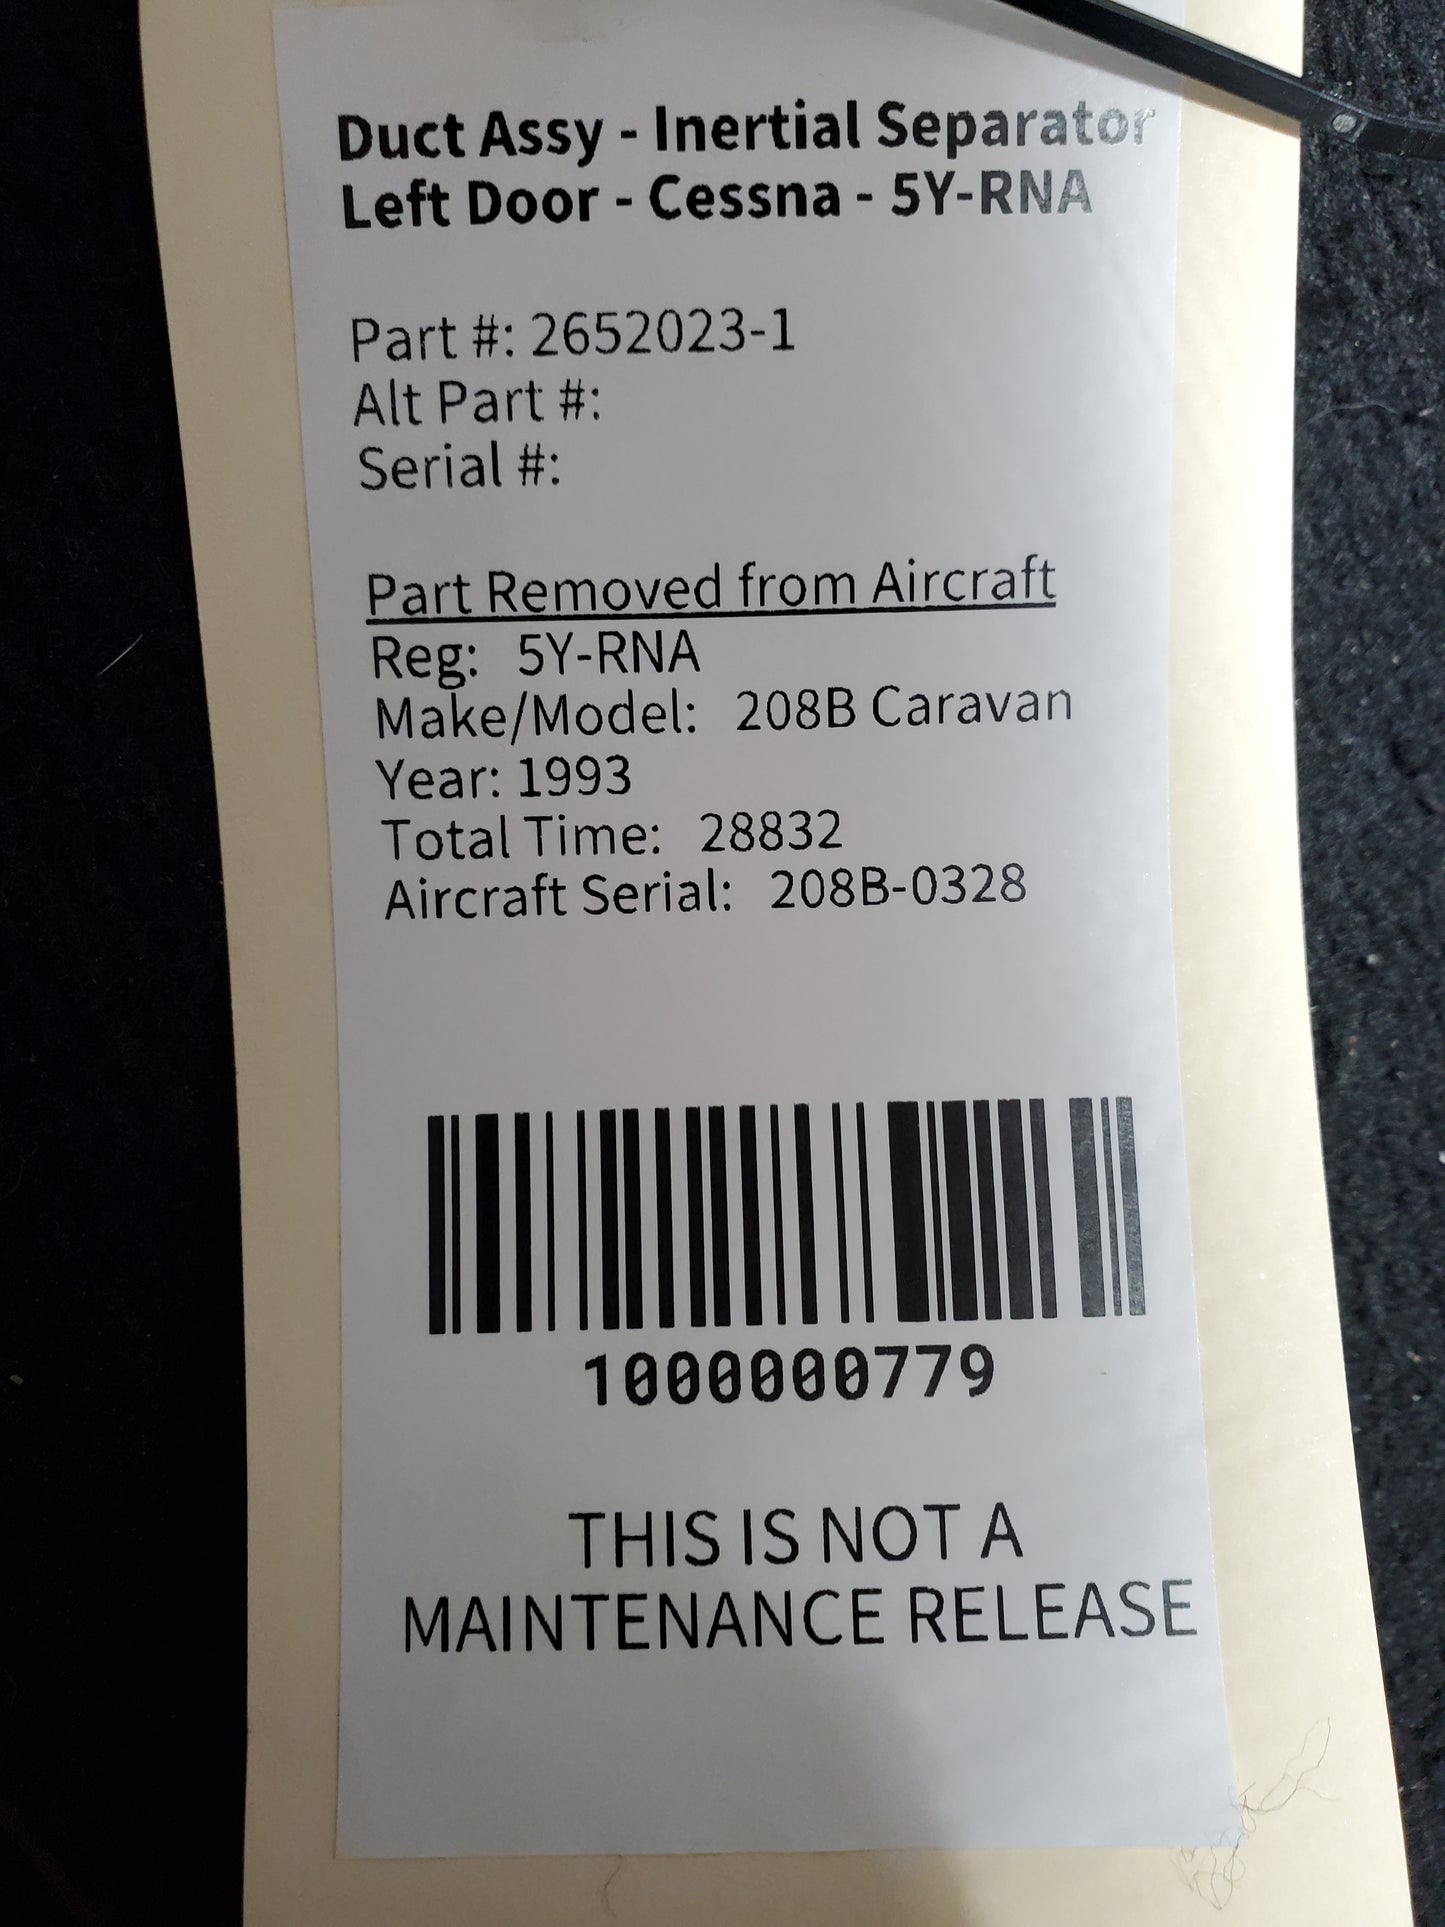 Duct Assy - Inertial Separator
Left Door - Cessna - 5Y-RNA
Part #: 2652023-1
Alt Part #:
Serial #:
Part Removed from Aircraft
Reg: 5Y-RNA
Make/Model: 208B Caravan
Year: 1993
Total Time: 28832
Aircraft Serial: 208B-0328
1000000779
THIS IS NOT A
MAINTENANCE RELEASE